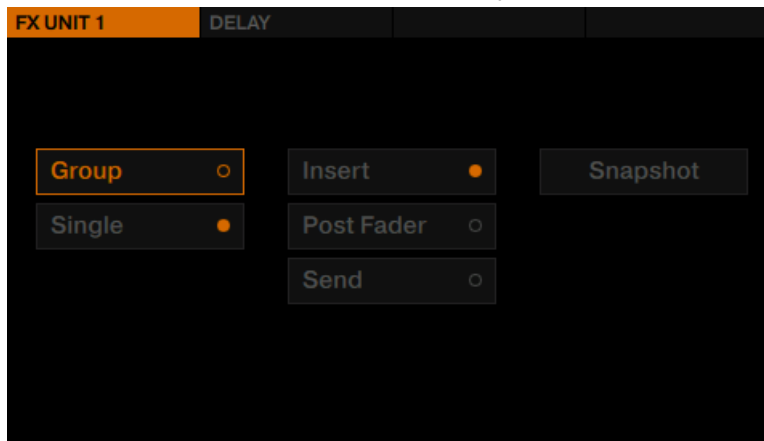 FX UNIT 1
DELAY
Group
Insert
Snapshot
Single
Post Fader
Send